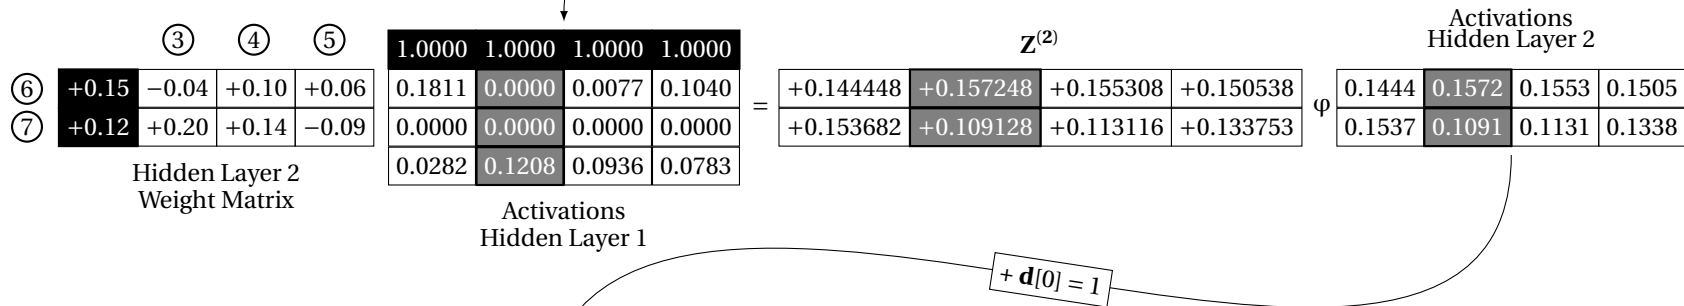 Activations
Hidden Layer 2
③ ④ ⑤
1.0000 1.0000 1.0000 1.0000
Z⁽²⁾
⑥ +0.15 −0.04 +0.10 +0.06
0.1811 0.0000 0.0077 0.1040
= +0.144448 +0.157248 +0.155308 +0.150538
φ 0.1444 0.1572 0.1553 0.1505
⑦ +0.12 +0.20 +0.14 −0.09
0.0000 0.0000 0.0000 0.0000
+0.153682 +0.109128 +0.113116 +0.133753
0.1537 0.1091 0.1131 0.1338
0.0282 0.1208 0.0936 0.0783
Hidden Layer 2
Weight Matrix
Activations
Hidden Layer 1
+ d[0] = 1